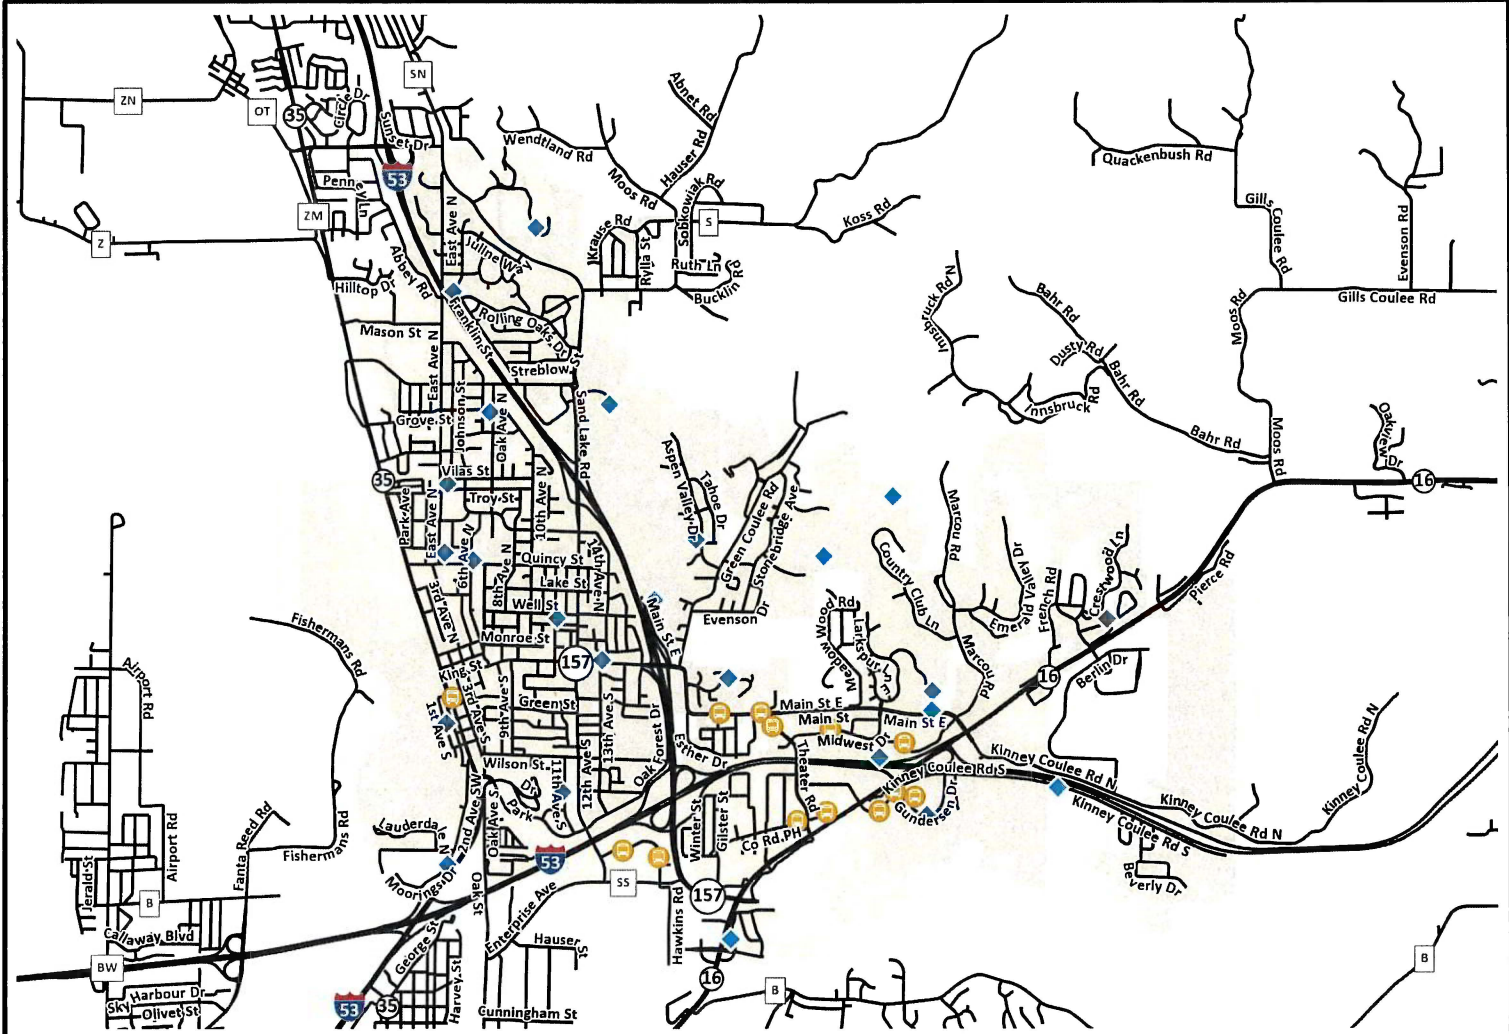 SN
ZN
OT
35
Circle Dr
Sunset Dr
53
Abnet Rd
Wendtland Rd
Hauser Rd
Quackenbush Rd
Penney Ln
Moos Rd
Sobkowiak Rd
ZM
S
Koss Rd
Gills Coulee Rd
Evenson Rd
Z
East Ave N
Krause Rd
Rylla St
Juline Way
Abbey Rd
Ruth Ln
Bucklin Rd
Innsbruck Rd N
Hilltop Dr
Bahr Rd
Moos Rd
Gills Coulee Rd
Franklin St
Rolling Oaks Dr
Mason St
East Ave N
Dusty Rd
Streblow St
Bahr Rd
Innsbruck Rd
Johnson St
Grove St
Oak Ave N
Sand Lake Rd
Bahr Rd
Moos Rd
Oakview Dr
Vilas St
35
Aspen Valley Dr
Tahoe Dr
16
Troy St
10th Ave N
Park Ave
East Ave N
Green Coulee Rd
Stonebridge Ave
Marcou Rd
6th Ave N
Quincy St
14th Ave N
Country Club Ln
Emerald Valley Dr
Crestwood Ln
Lake St
8th Ave N
3rd Ave N
Well St
French Rd
Pierce Rd
Main St E
Evenson Dr
Meadow Wood Rd
Larkspur Ln
Monroe St
Fishermans Rd
Marcou Rd
157
King St
16
Berlin Dr
Airport Rd
3rd Ave S
9th Ave S
Green St
13th Ave S
Main St E
Main St
Main St E
1st Ave S
Oak Forest Dr
Midwest Dr
Esther Dr
Theater Rd
Wilson St
12th Ave S
11th Ave S
Kinney Coulee Rd S
Kinney Coulee Rd N
Kinney Coulee Rd N
Park Dr
Gundersen Dr
Kinney Coulee Rd N
Kinney Coulee Rd S
Winter St
Gilster St
Co Rd PH
Lauderdale N
2nd Ave SW
Oak Ave S
Airport Rd
Fanta Reed Rd
Fishermans Rd
53
Jerald St
Moorings Dr
SS
157
Beverly Dr
B
Oak St
Enterprise Ave
Hawkins Rd
Callaway Blvd
George St
Hauser St
B
BW
Harvey St
16
B
Harbour Dr
Sky
Olivet St
53
35
Cunningham St